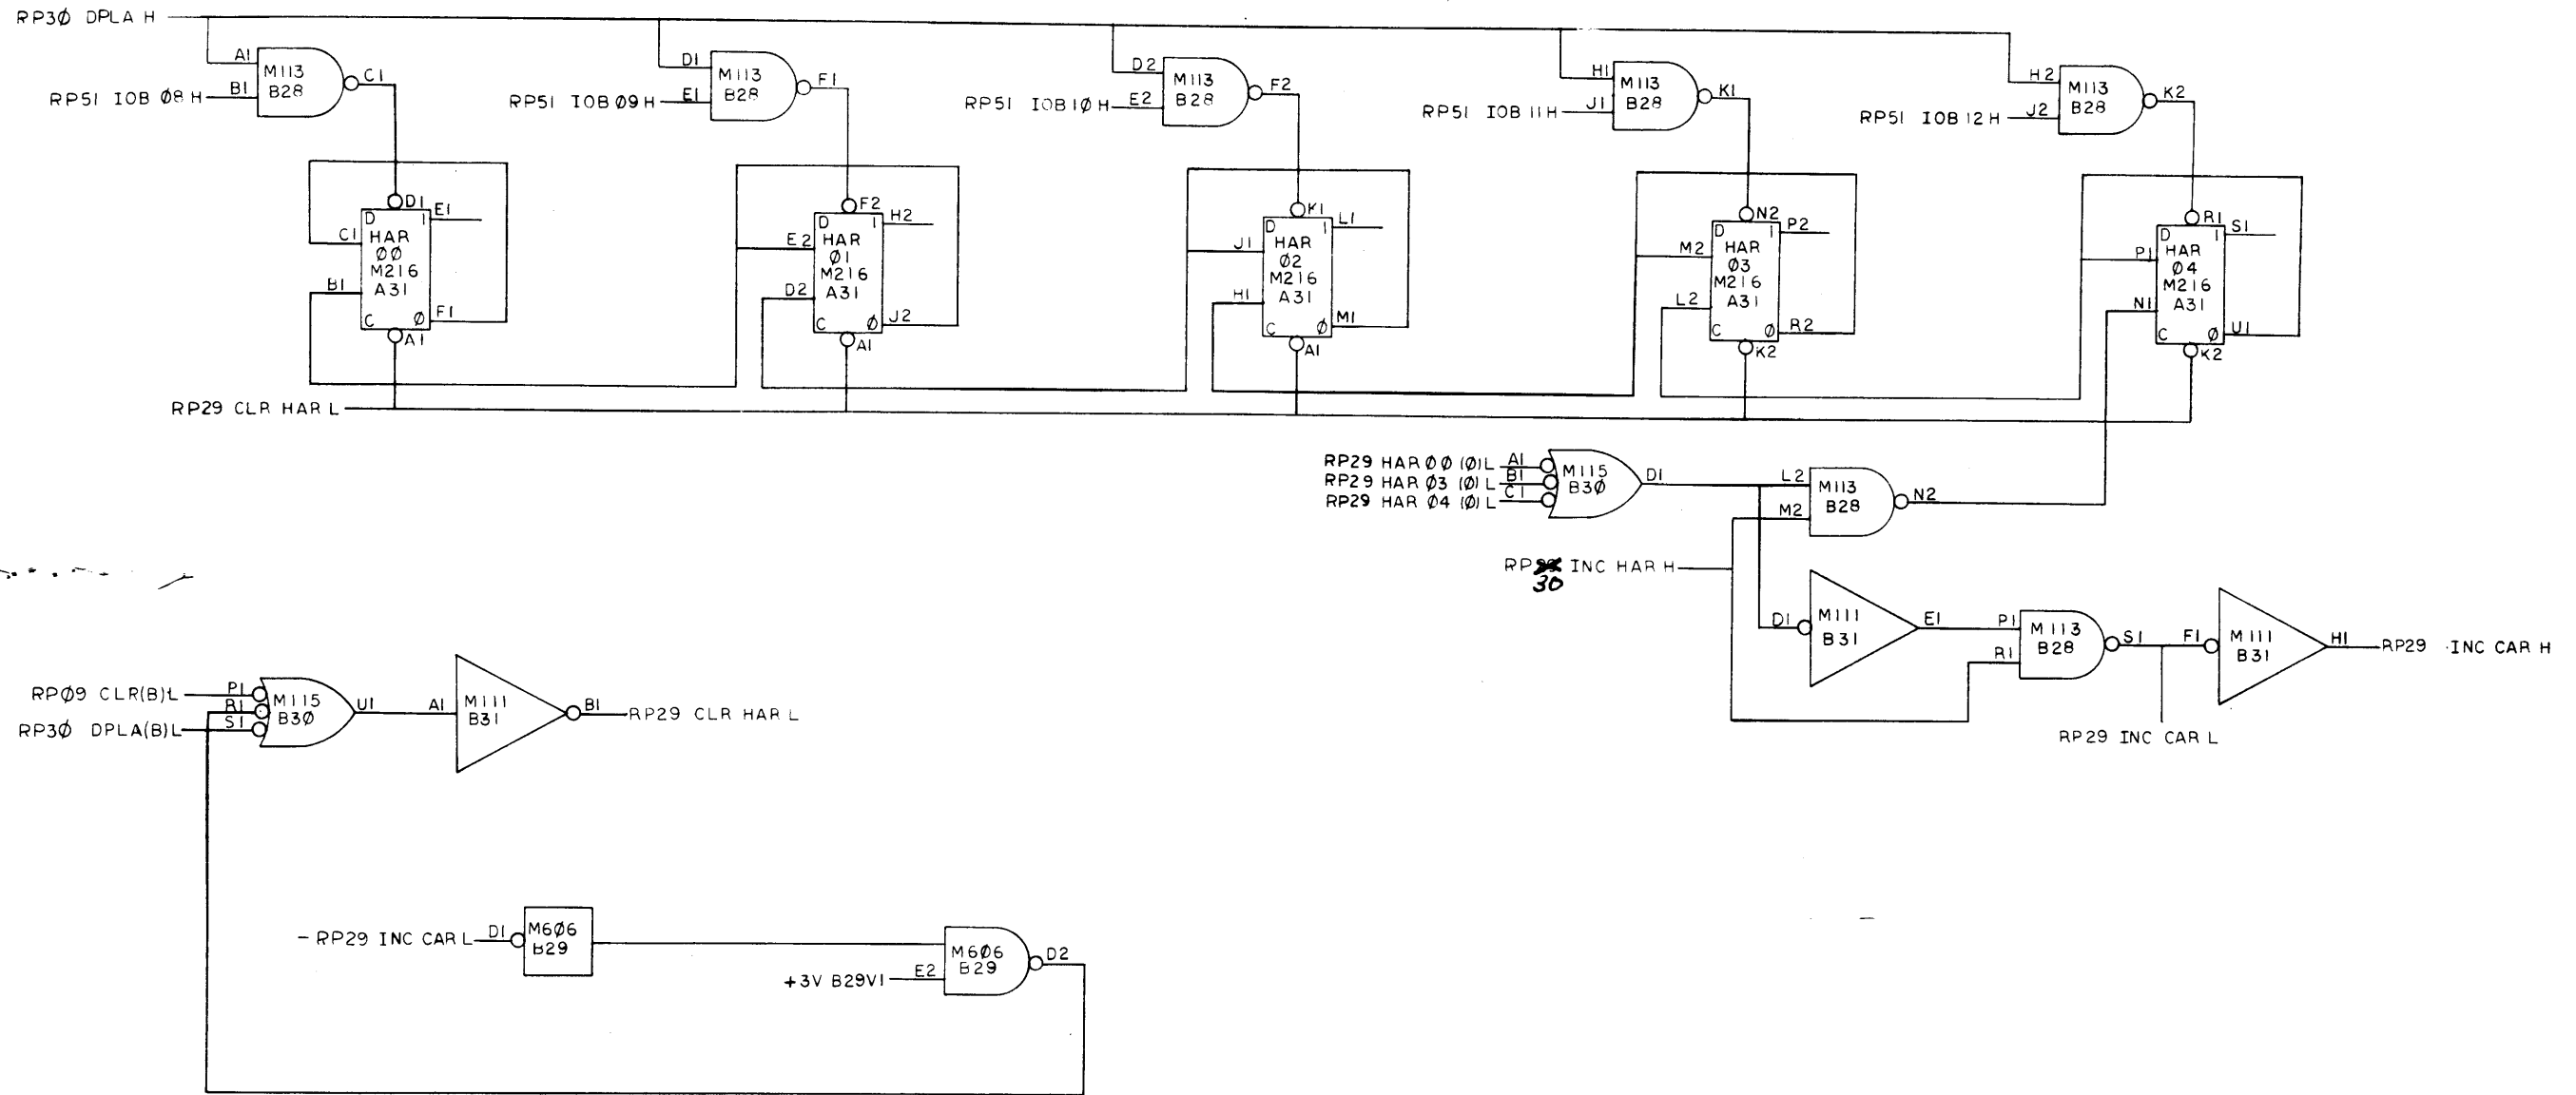 RP3Ø DPLA H
A1
M113
B28
C1
RP51 IOB Ø8 H
B1
D1
M113
B28
F1
RP51 IOB Ø9 H
E1
D2
M113
B28
F2
RP51 IOB 1Ø H
E2
H1
M113
B28
K1
RP51 IOB 11 H
J1
H2
M113
B28
K2
RP51 IOB 12 H
J2
D1
D 1
E1
C1
HAR
ØØ
M216
B1
A31
C Ø
F1
A1
F2
D 1
H2
E2
HAR
Ø1
M216
D2
A31
C Ø
J2
A1
K1
D 1
L1
J1
HAR
Ø2
M216
H1
A31
C Ø
M1
A1
N2
D 1
P2
M2
HAR
Ø3
M216
L2
A31
C Ø
R2
K2
R1
D 1
S1
P1
HAR
Ø4
M216
N1
A31
C Ø
U1
K2
RP29 CLR HAR L
RP29 HAR ØØ (Ø) L A1
RP29 HAR Ø3 (Ø) L B1
RP29 HAR Ø4 (Ø) L C1
M115
B3Ø
D1
L2
M113
B28
N2
M2
RP INC HAR H
30
D1
M111
B31
E1
P1
M113
B28
R1
S1
F1
M111
B31
H1
RP29 INC CAR H
RP29 INC CAR L
RPØ9 CLR(B) L P1
R1
RP3Ø DPLA(B) L S1
M115
B3Ø
U1
A1
M111
B31
B1
RP29 CLR HAR L
- RP29 INC CAR L D1
M6Ø6
B29
+3V B29V1 E2
M6Ø6
B29
D2